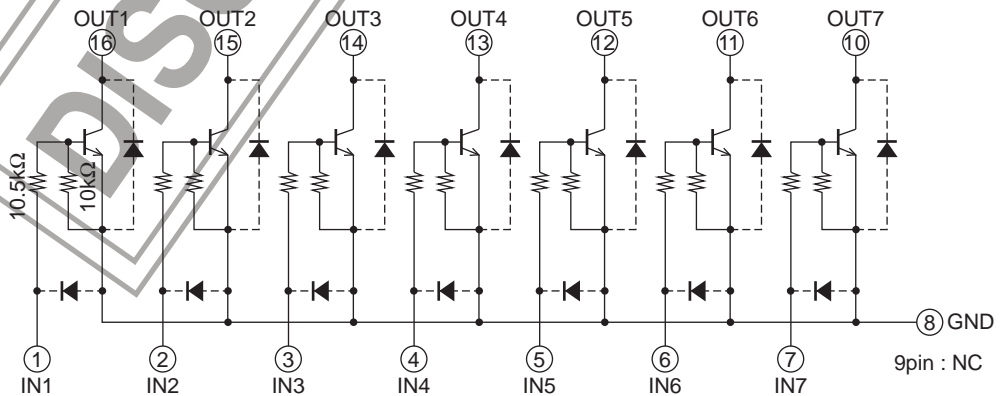 OUT1 OUT2 OUT3 OUT4 OUT5 OUT6 OUT7
16 15 14 13 12 11 10
10.5kΩ 10kΩ
8 GND
1 2 3 4 5 6 7
9pin : NC
IN1 IN2 IN3 IN4 IN5 IN6 IN7